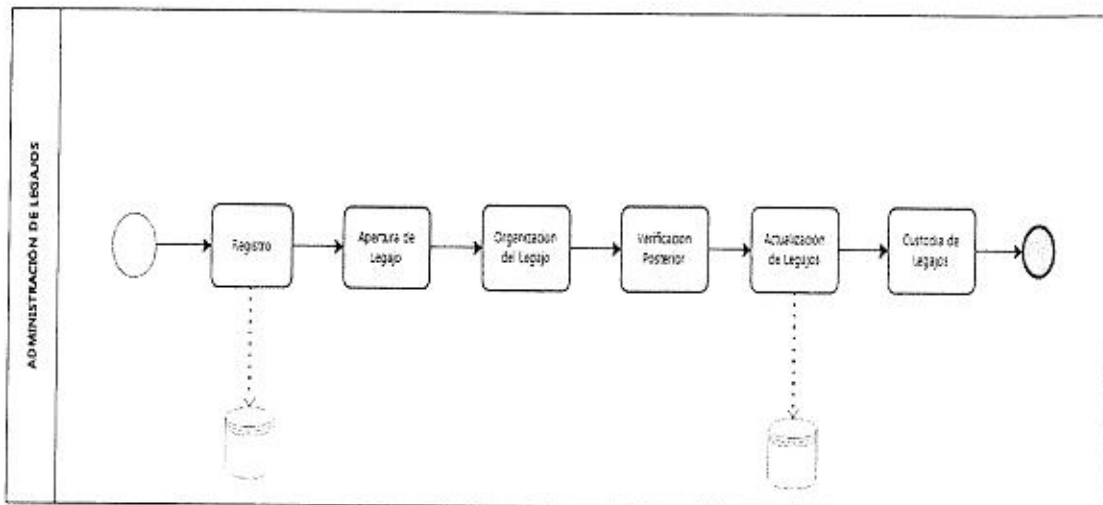 ADMINISTRACIÓN DE LEGAJOS
Registro
Apertura de
Legajo
Organizacion
del Legajo
Verificacion
Posterior
Actualización
de Legajos
Custodia de
Legajos